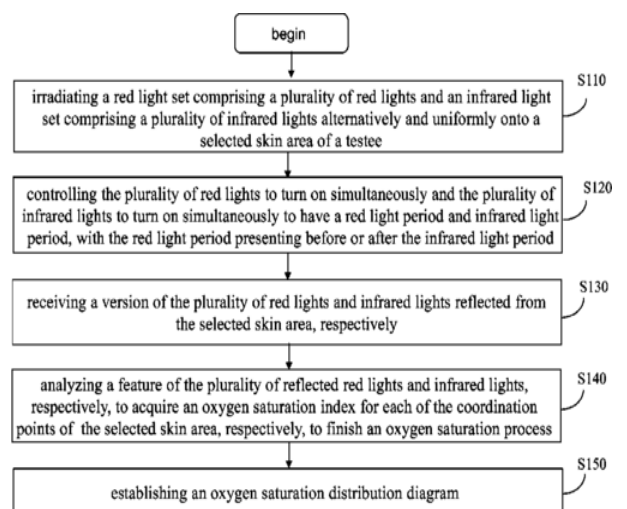 begin
S110
irradiating a red light set comprising a plurality of red lights and an infrared light
set comprising a plurality of infrared lights alternatively and uniformly onto a
selected skin area of a testee
S120
controlling the plurality of red lights to turn on simultaneously and the plurality of
infrared lights to turn on simultaneously to have a red light period and infrared light
period, with the red light period presenting before or after the infrared light period
S130
receiving a version of the plurality of red lights and infrared lights reflected from
the selected skin area, respectively
S140
analyzing a feature of the plurality of reflected red lights and infrared lights,
respectively, to acquire an oxygen saturation index for each of the coordination
points of the selected skin area, respectively, to finish an oxygen saturation process
S150
establishing an oxygen saturation distribution diagram